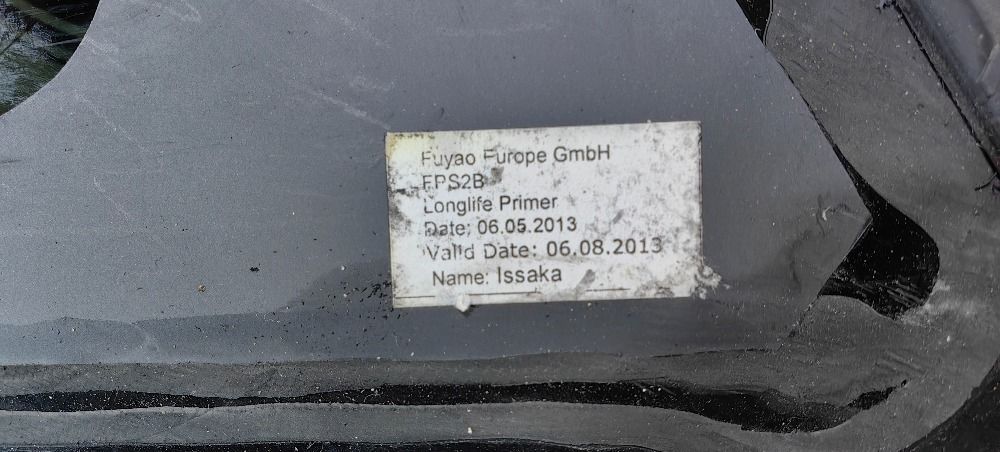 Fuyao Europe GmbH
FPS2B
Longlife Primer
Date: 06.05.2013
Valid Date: 06.08.2013
Name: Issaka